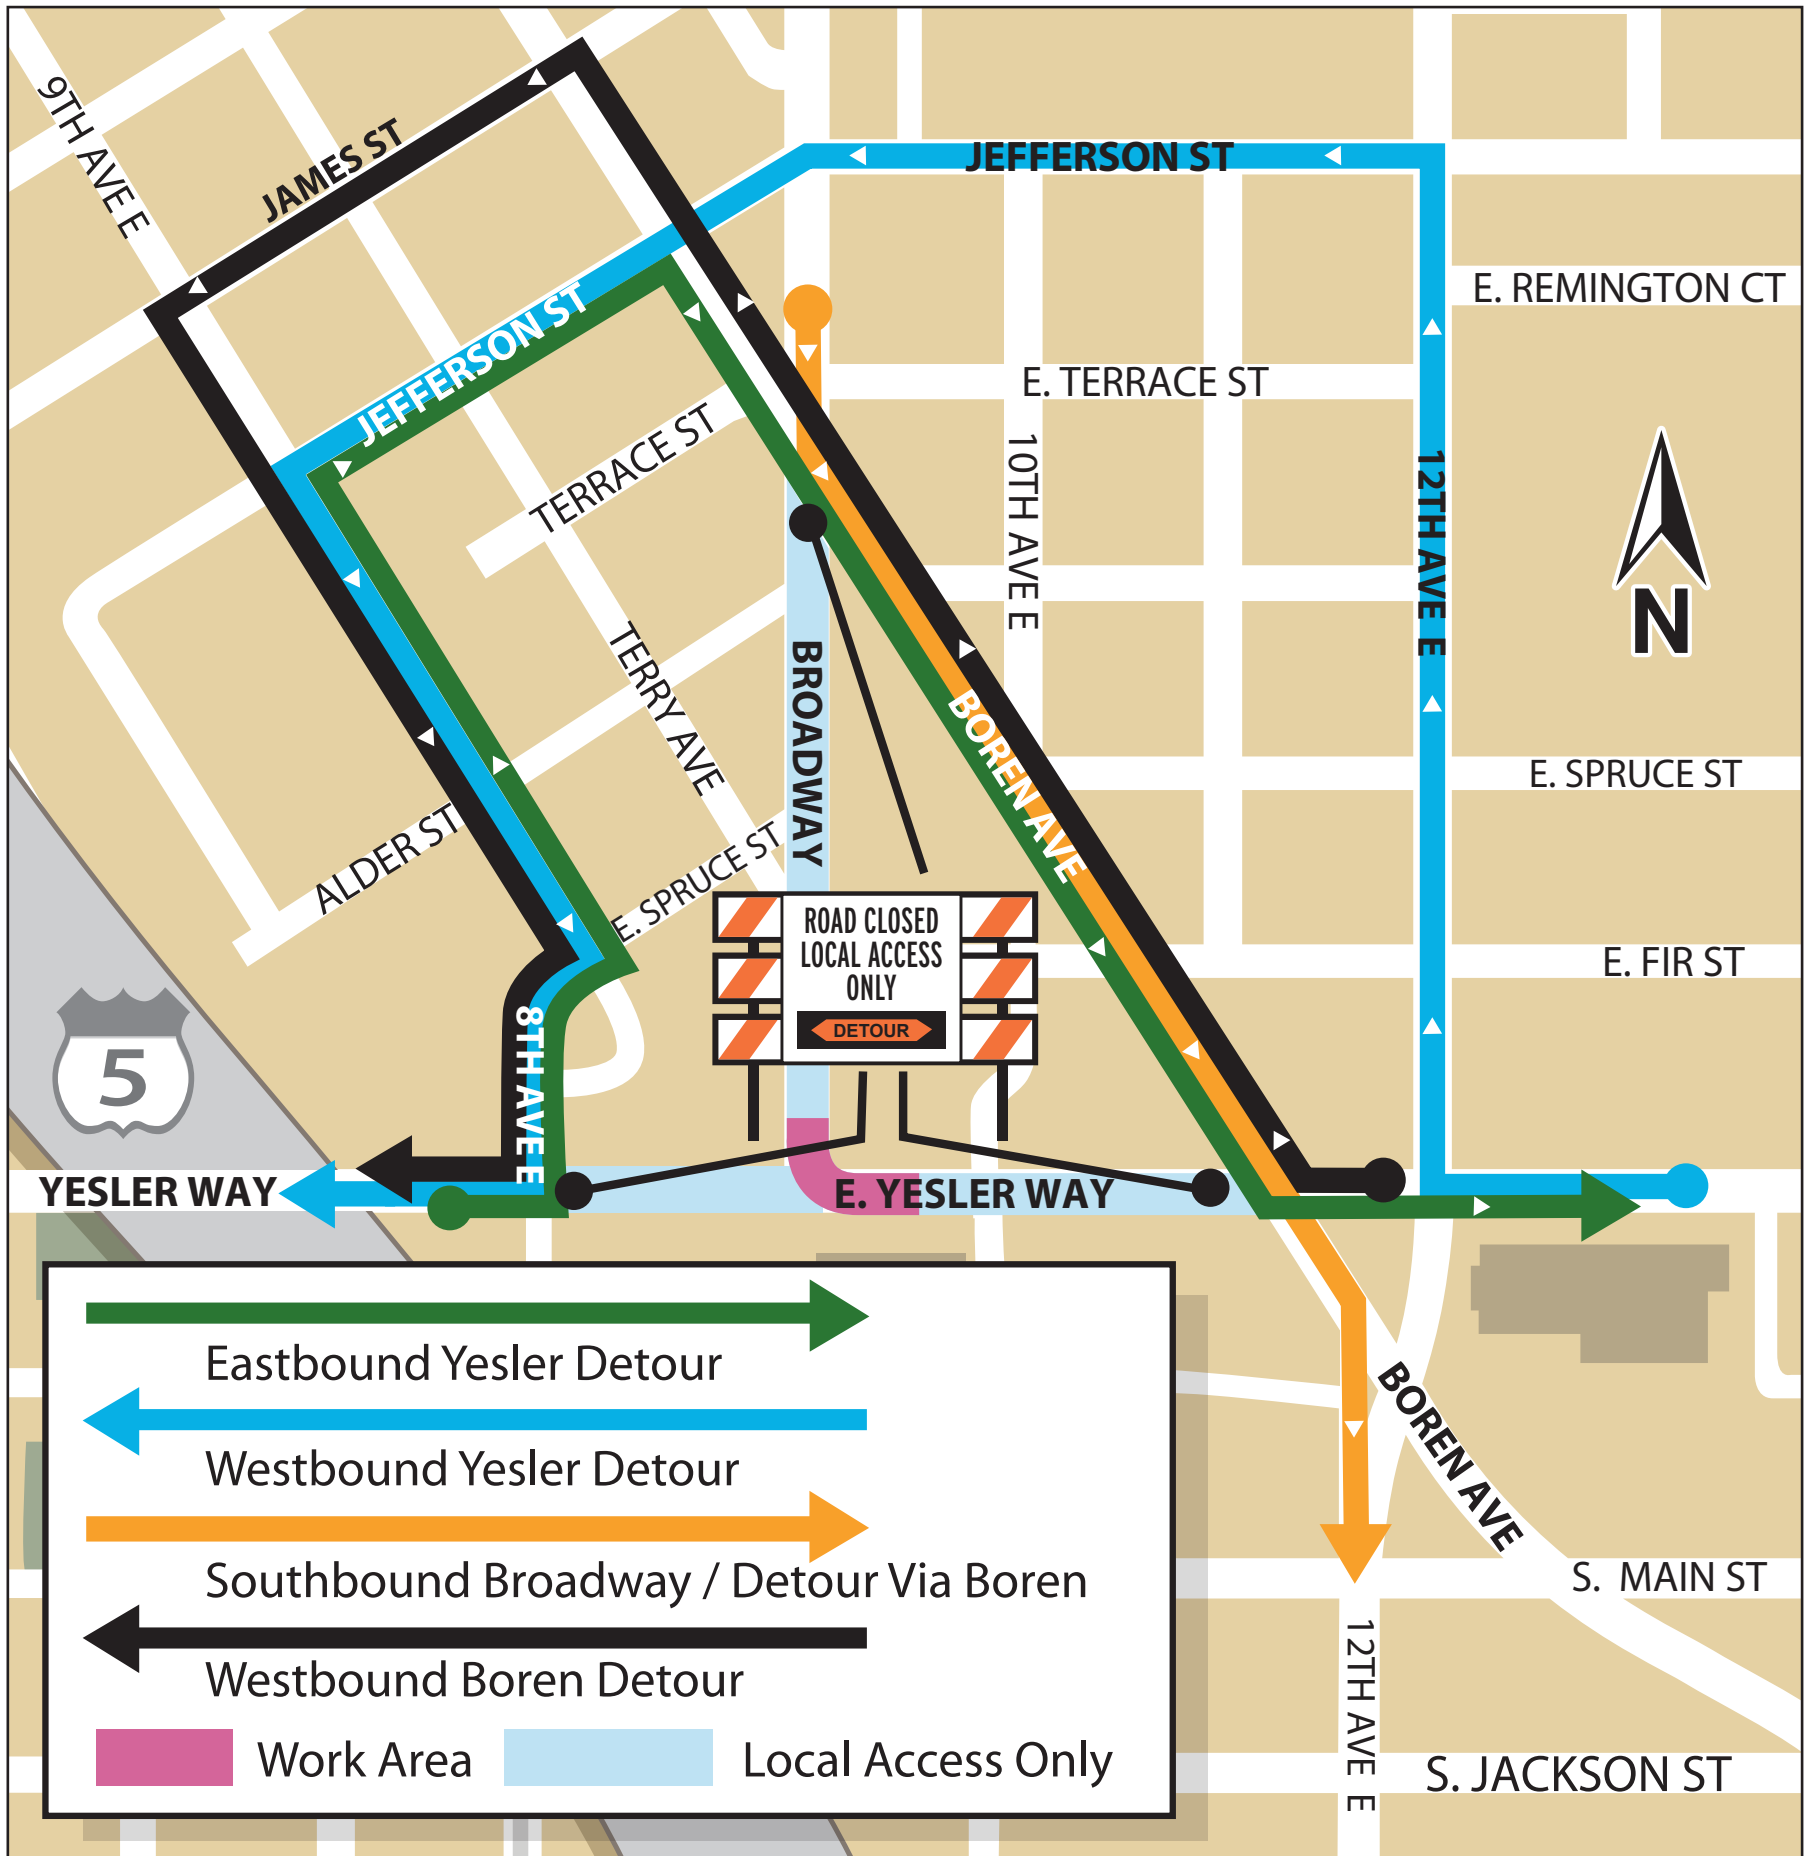 9TH AVE E
JAMES ST
JEFFERSON ST
E. REMINGTON CT
JEFFERSON ST
E. TERRACE ST
TERRACE ST
10TH AVE E
12TH AVE E
N
TERRY AVE
BROADWAY
BOREN AVE
E. SPRUCE ST
ALDER ST
E. SPRUCE ST
ROAD CLOSED
LOCAL ACCESS
ONLY
DETOUR
E. FIR ST
8TH AVE E
5
YESLER WAY
E. YESLER WAY
Eastbound Yesler Detour
Westbound Yesler Detour
Southbound Broadway / Detour Via Boren
Westbound Boren Detour
Work Area
Local Access Only
BOREN AVE
S. MAIN ST
12TH AVE E
S. JACKSON ST